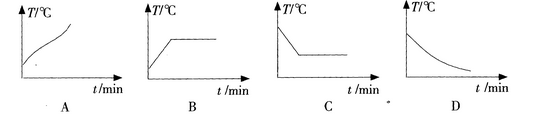 T/℃ T/℃ T/℃ T/℃
t/min t/min t/min t/min
A B C D